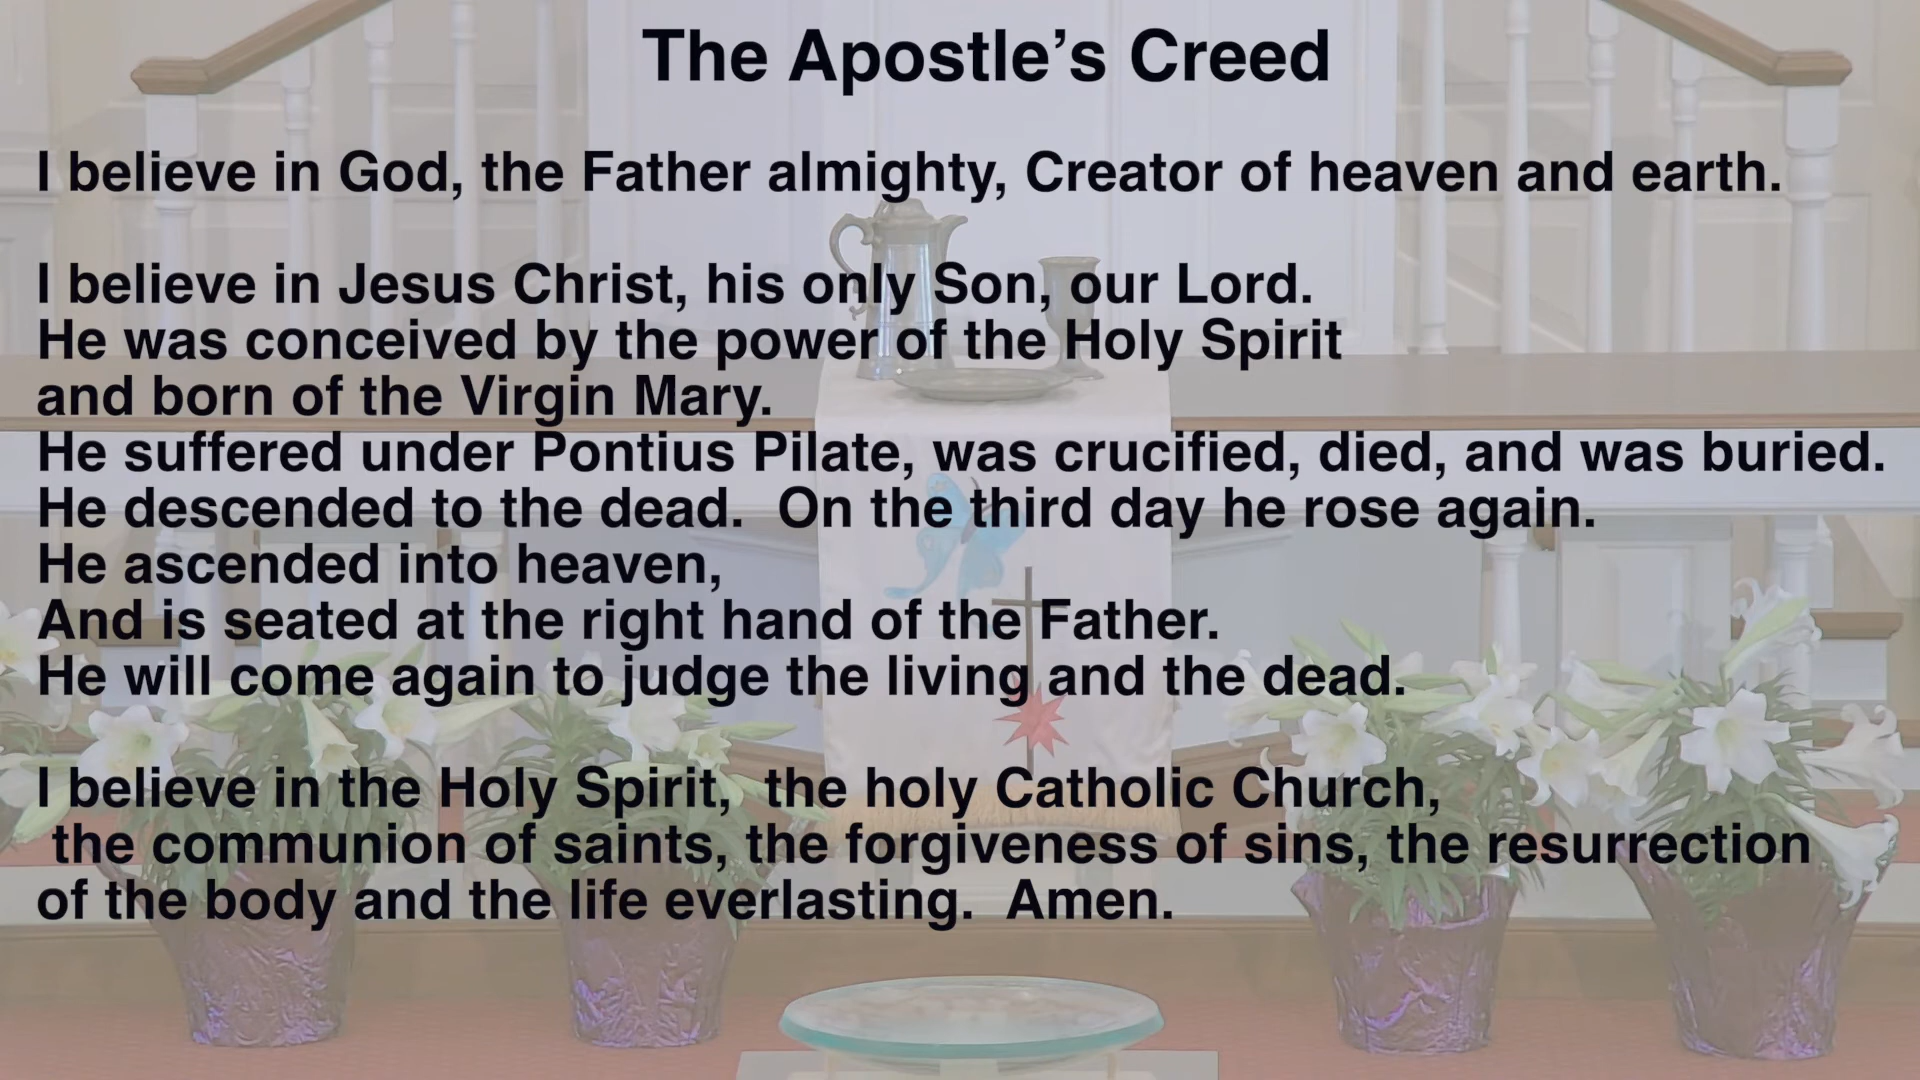 The Apostle’s Creed
I believe in God, the Father almighty, Creator of heaven and earth.
I believe in Jesus Christ, his only Son, our Lord.
He was conceived by the power of the Holy Spirit
and born of the Virgin Mary.
He suffered under Pontius Pilate, was crucified, died, and was buried.
He descended to the dead.  On the third day he rose again.
He ascended into heaven,
And is seated at the right hand of the Father.
He will come again to judge the living and the dead.
I believe in the Holy Spirit,  the holy Catholic Church,
the communion of saints, the forgiveness of sins, the resurrection
of the body and the life everlasting.  Amen.